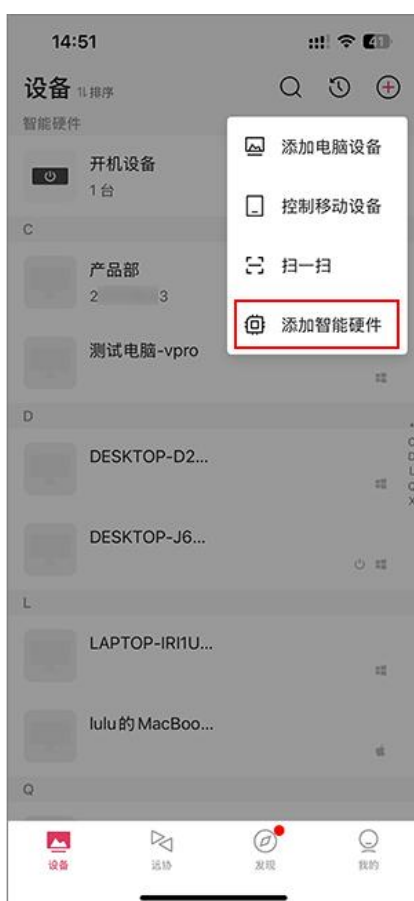 14:51
41
设备 排序
智能硬件
添加电脑设备
开机设备
1 台
控制移动设备
C
扫一扫
产品部
2 3
添加智能硬件
测试电脑-vpro
D
DESKTOP-D2...
C
D
L
Q
X
DESKTOP-J6...
L
LAPTOP-IRI1U...
lulu的MacBoo...
Q
设备 远协 发现 我的